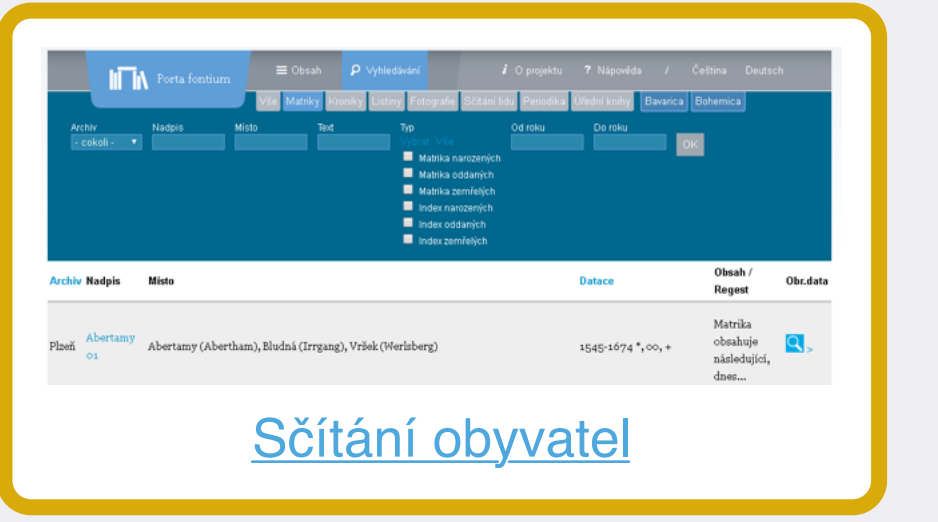 Porta fontium
Obsah
Vyhledávání
i O projektu
? Nápověda
/
Čeština
Deutsch
Vše Matriky Kroniky Listiny Fotografie Sčítání lidu Periodika Úřední knihy Bavarica Bohemica
Archiv Nadpis Místo Text Typ Od roku Do roku
- cokoli -
Vybrat: Vše
OK
Matrika narozených
Matrika oddaných
Matrika zemřelých
Index narozených
Index oddaných
Index zemřelých
Archiv Nadpis Místo Datace Obsah / Regest Obr.data
Plzeň
Abertamy
01
Abertamy (Abertham), Bludná (Irrgang), Vršek (Werlsberg)
1545-1674 *, oo, +
Matrika
obsahuje
následující,
dnes...
>
Sčítání obyvatel